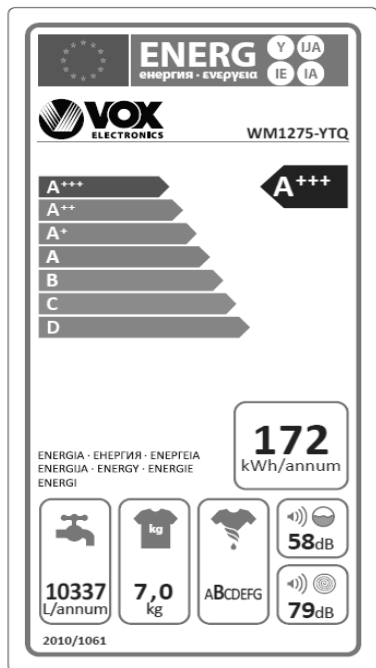 ENERG
енергия · ενεργεια
Y IJA
IE IA
VOX
ELECTRONICS
WM1275-YTQ
A+++
A+++
A++
A+
A
B
C
D
172
kWh/annum
ENERGIA · ЕНЕРГИЯ · ΕΝΕΡΓΕΙΑ
ENERGIJA · ENERGY · ENERGIE
ENERGI
10337
L/annum
kg
7,0
kg
ABCDEFG
58dB
79dB
2010/1061